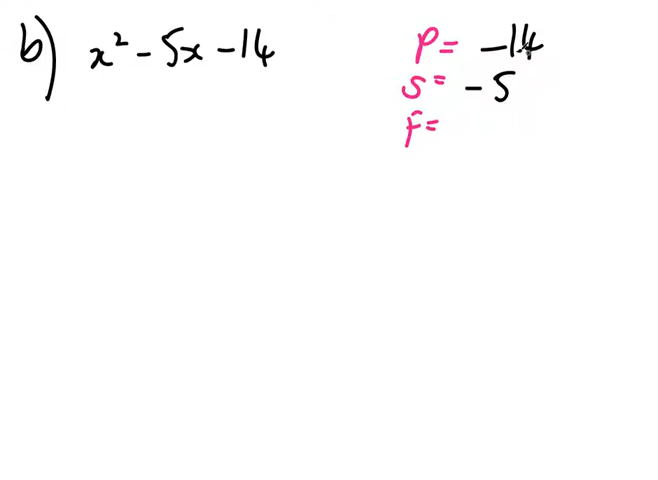 b) x² - 5x - 14
P = -14
S = -5
F =